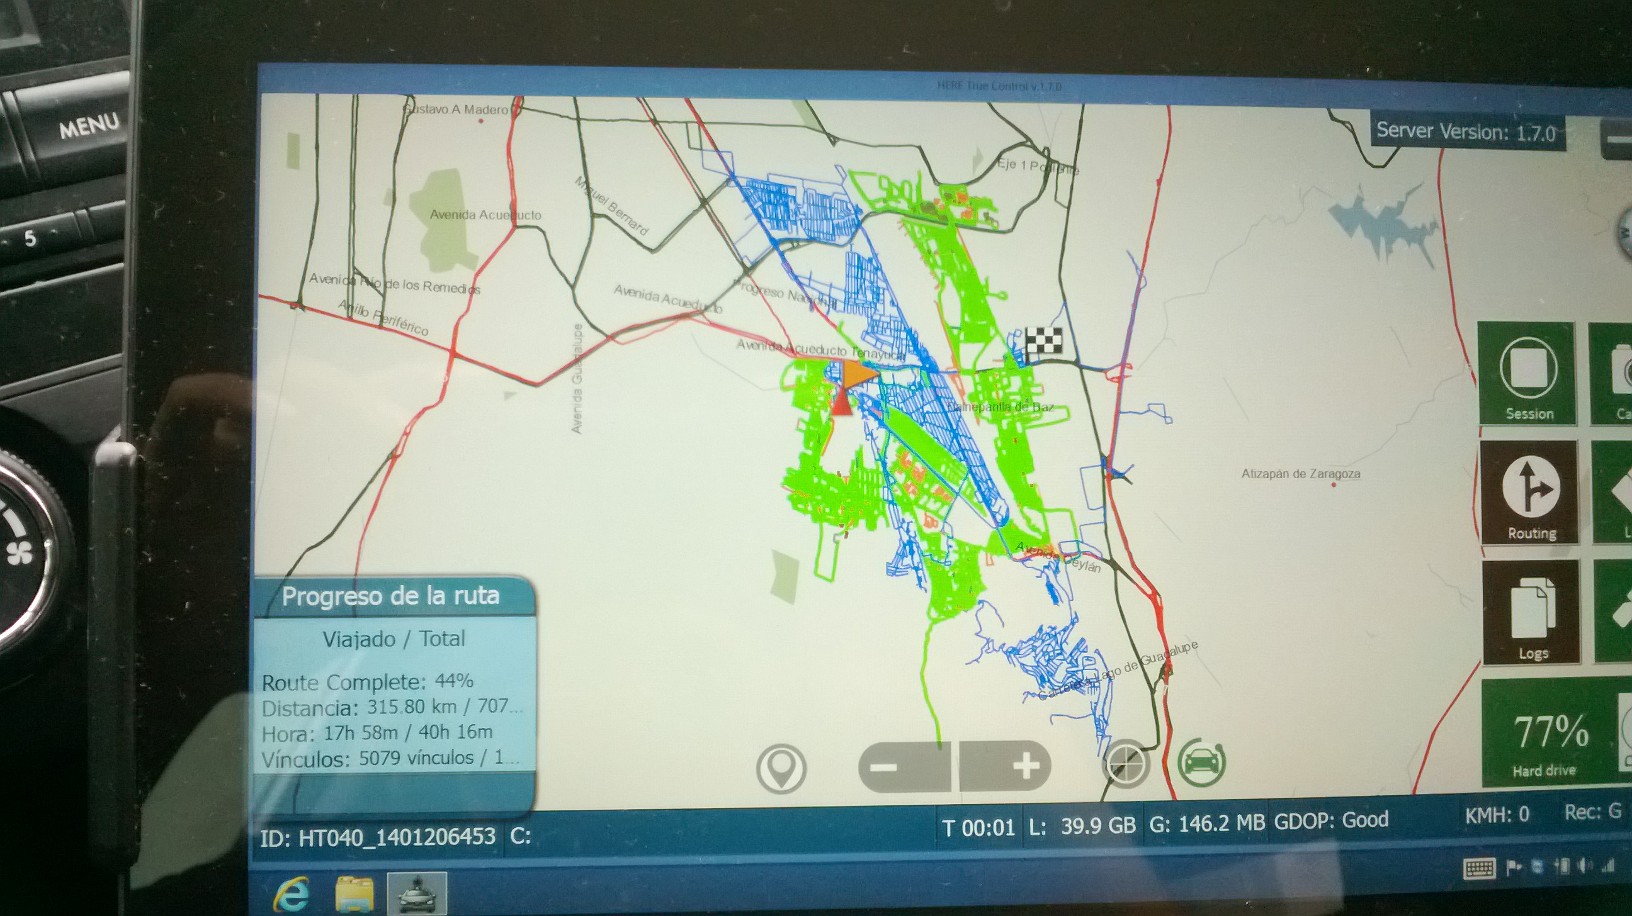 HERE True Control v.1.7.0
MENU
5
Gustavo A Madero
Server Version: 1.7.0
Eje 1 Poniente
Miguel Bernard
Avenida Acueducto
Avenida Río de los Remedios
Avenida Acueducto
Progreso Nacional
Anillo Periférico
Avenida Guadalupe
Avenida Acueducto Tenayuca
Tlalnepantla de Baz
Session
Ca
Atizapán de Zaragoza
Routing
L
Avenida Ceylán
Logs
Carretera Lago de Guadalupe
77%
Hard drive
Progreso de la ruta
Viajado / Total
Route Complete: 44%
Distancia: 315.80 km / 707...
Hora: 17h 58m / 40h 16m
Vínculos: 5079 vínculos / 1...
ID: HT040_1401206453 C:
T 00:01 L: 39.9 GB G: 146.2 MB GDOP: Good KMH: 0 Rec: G